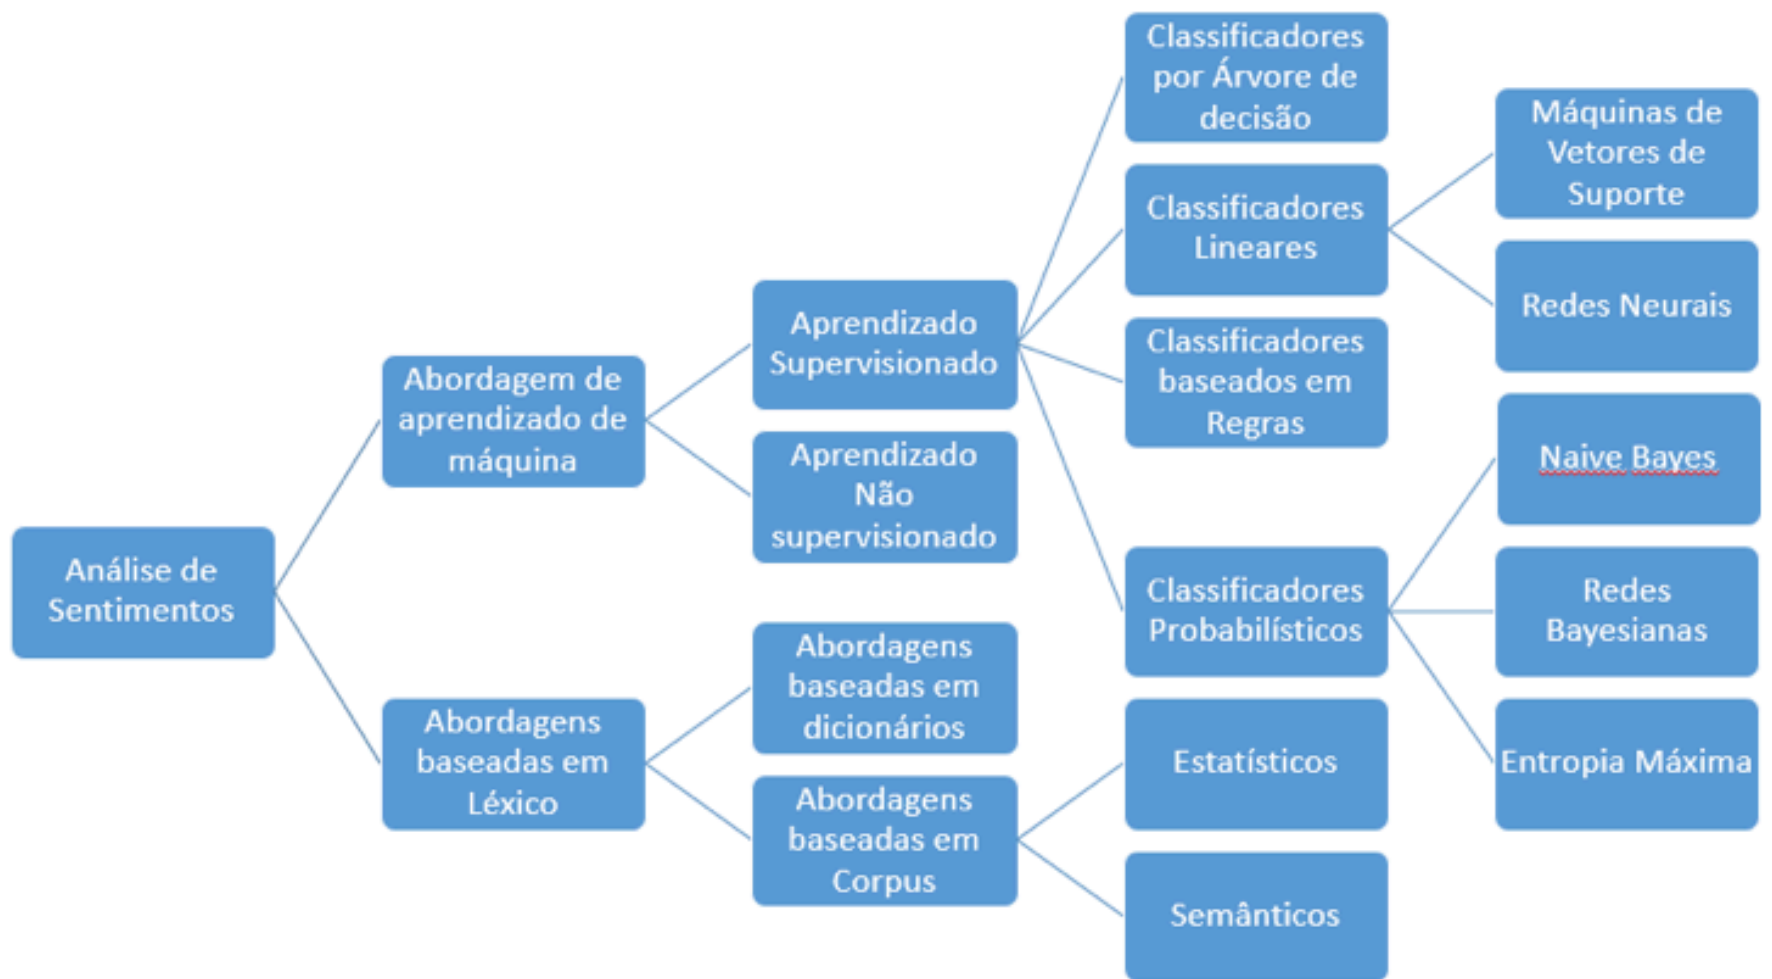 Análise de
Sentimentos
Abordagem de
aprendizado de
máquina
Abordagens
baseadas em
Léxico
Aprendizado
Supervisionado
Aprendizado
Não
supervisionado
Abordagens
baseadas em
dicionários
Abordagens
baseadas em
Corpus
Classificadores
por Árvore de
decisão
Classificadores
Lineares
Classificadores
baseados em
Regras
Classificadores
Probabilísticos
Estatísticos
Semânticos
Máquinas de
Vetores de
Suporte
Redes Neurais
Naive Bayes
Redes
Bayesianas
Entropia Máxima